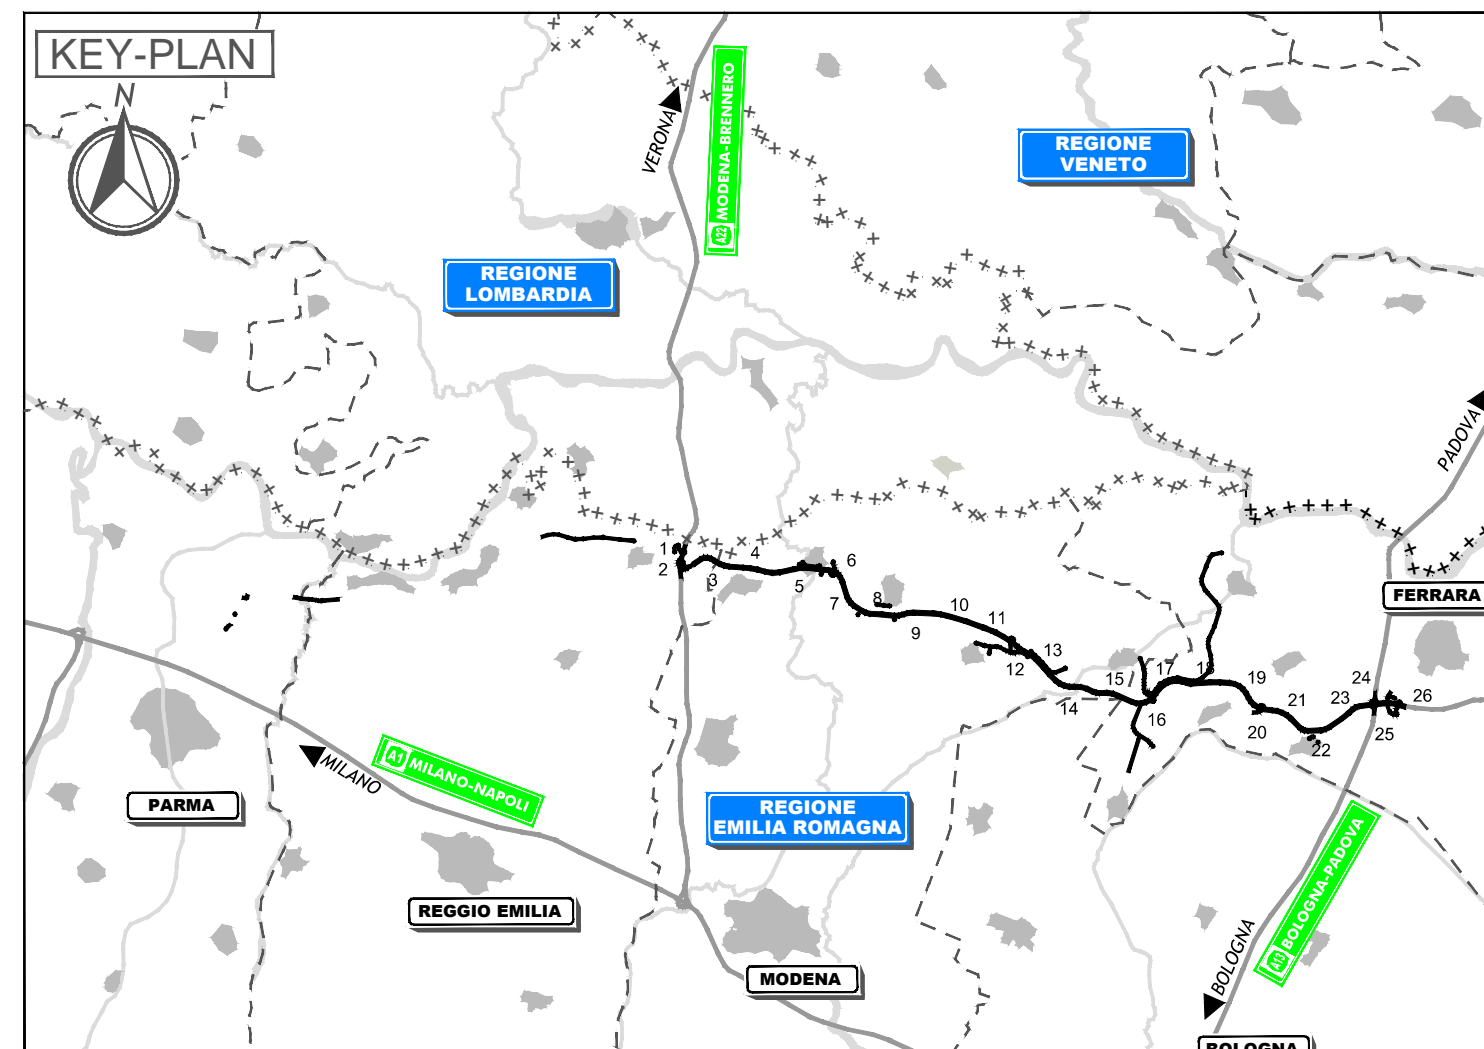 KEY-PLAN
N
VERONA
A22 MODENA-BRENNERO
REGIONE
VENETO
REGIONE
LOMBARDIA
PADOVA
1
2
3
4
5
6
7
8
9
10
11
12
13
14
15
16
17
18
19
20
21
22
23
24
25
26
FERRARA
MILANO
A1 MILANO-NAPOLI
PARMA
REGIONE
EMILIA ROMAGNA
REGGIO EMILIA
MODENA
A13 BOLOGNA-PADOVA
BOLOGNA
BOLOGNA